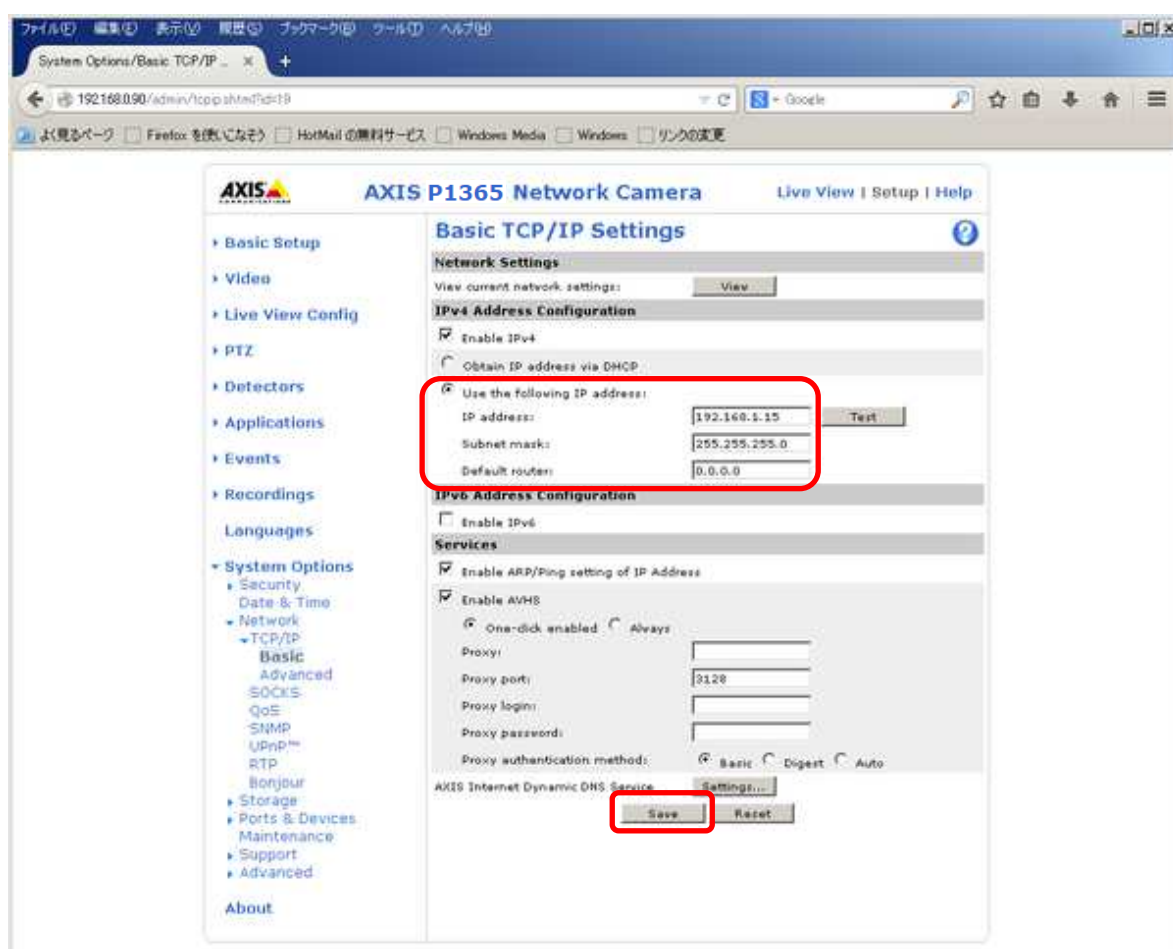 ファイル(F) 編集(E) 表示(V) 履歴(S) ブックマーク(B) ツール(T) ヘルプ(H)
System Options/Basic TCP/IP ... × +
192.168.0.90/admin/tcpip.shtml?id=19 Google
よく見るページ Firefox を使いこなそう HotMail の無料サービス Windows Media Windows リンクの変更
AXIS COMMUNICATIONS
AXIS P1365 Network Camera
Live View | Setup | Help
Basic Setup
Video
Live View Config
PTZ
Detectors
Applications
Events
Recordings
Languages
System Options
Security
Date & Time
Network
TCP/IP
Basic
Advanced
SOCKS
QoS
SNMP
UPnP™
RTP
Bonjour
Storage
Ports & Devices
Maintenance
Support
Advanced
About
Basic TCP/IP Settings ?
Network Settings
View current network settings: View
IPv4 Address Configuration
Enable IPv4
Obtain IP address via DHCP
Use the following IP address:
IP address: 192.168.1.15 Test
Subnet mask: 255.255.255.0
Default router: 0.0.0.0
IPv6 Address Configuration
Enable IPv6
Services
Enable ARP/Ping setting of IP Address
Enable AVHS
One-click enabled Always
Proxy:
Proxy port: 3128
Proxy login:
Proxy password:
Proxy authentication method: Basic Digest Auto
AXIS Internet Dynamic DNS Service Settings...
Save Reset